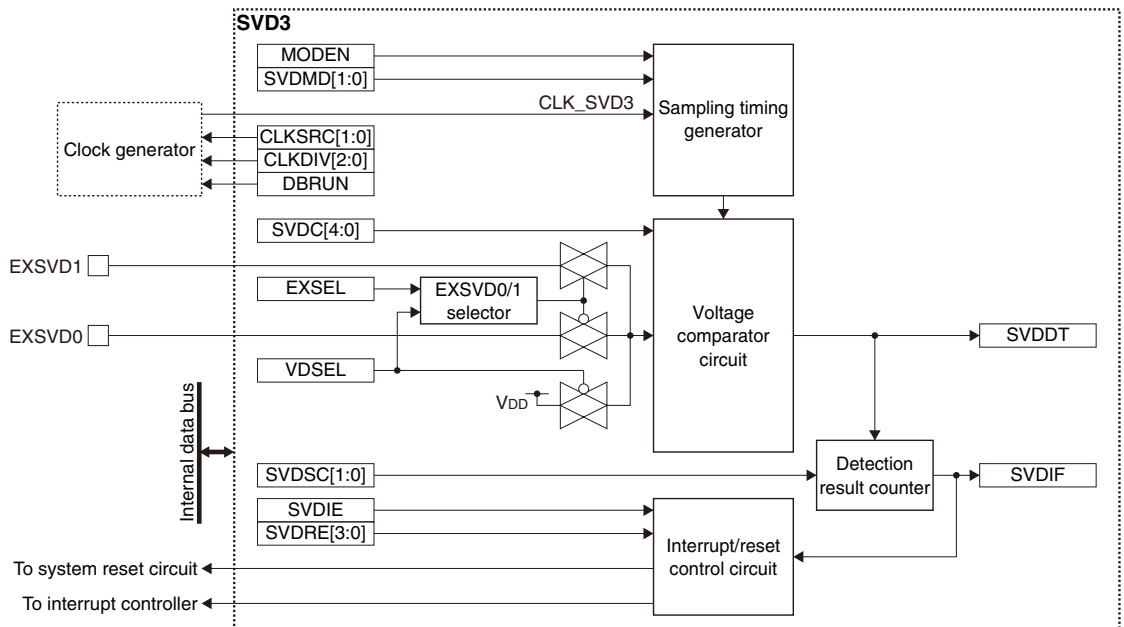 SVD3
MODEN
SVDMD[1:0]
CLK_SVD3
Sampling timing
generator
Clock generator
CLKSRC[1:0]
CLKDIV[2:0]
DBRUN
SVDC[4:0]
EXSVD1
EXSEL
EXSVD0/1
selector
Voltage
comparator
circuit
EXSVD0
SVDDT
VDSEL
VDD
Internal data bus
SVDSC[1:0]
Detection
result counter
SVDIF
SVDIE
SVDRE[3:0]
Interrupt/reset
control circuit
To system reset circuit
To interrupt controller